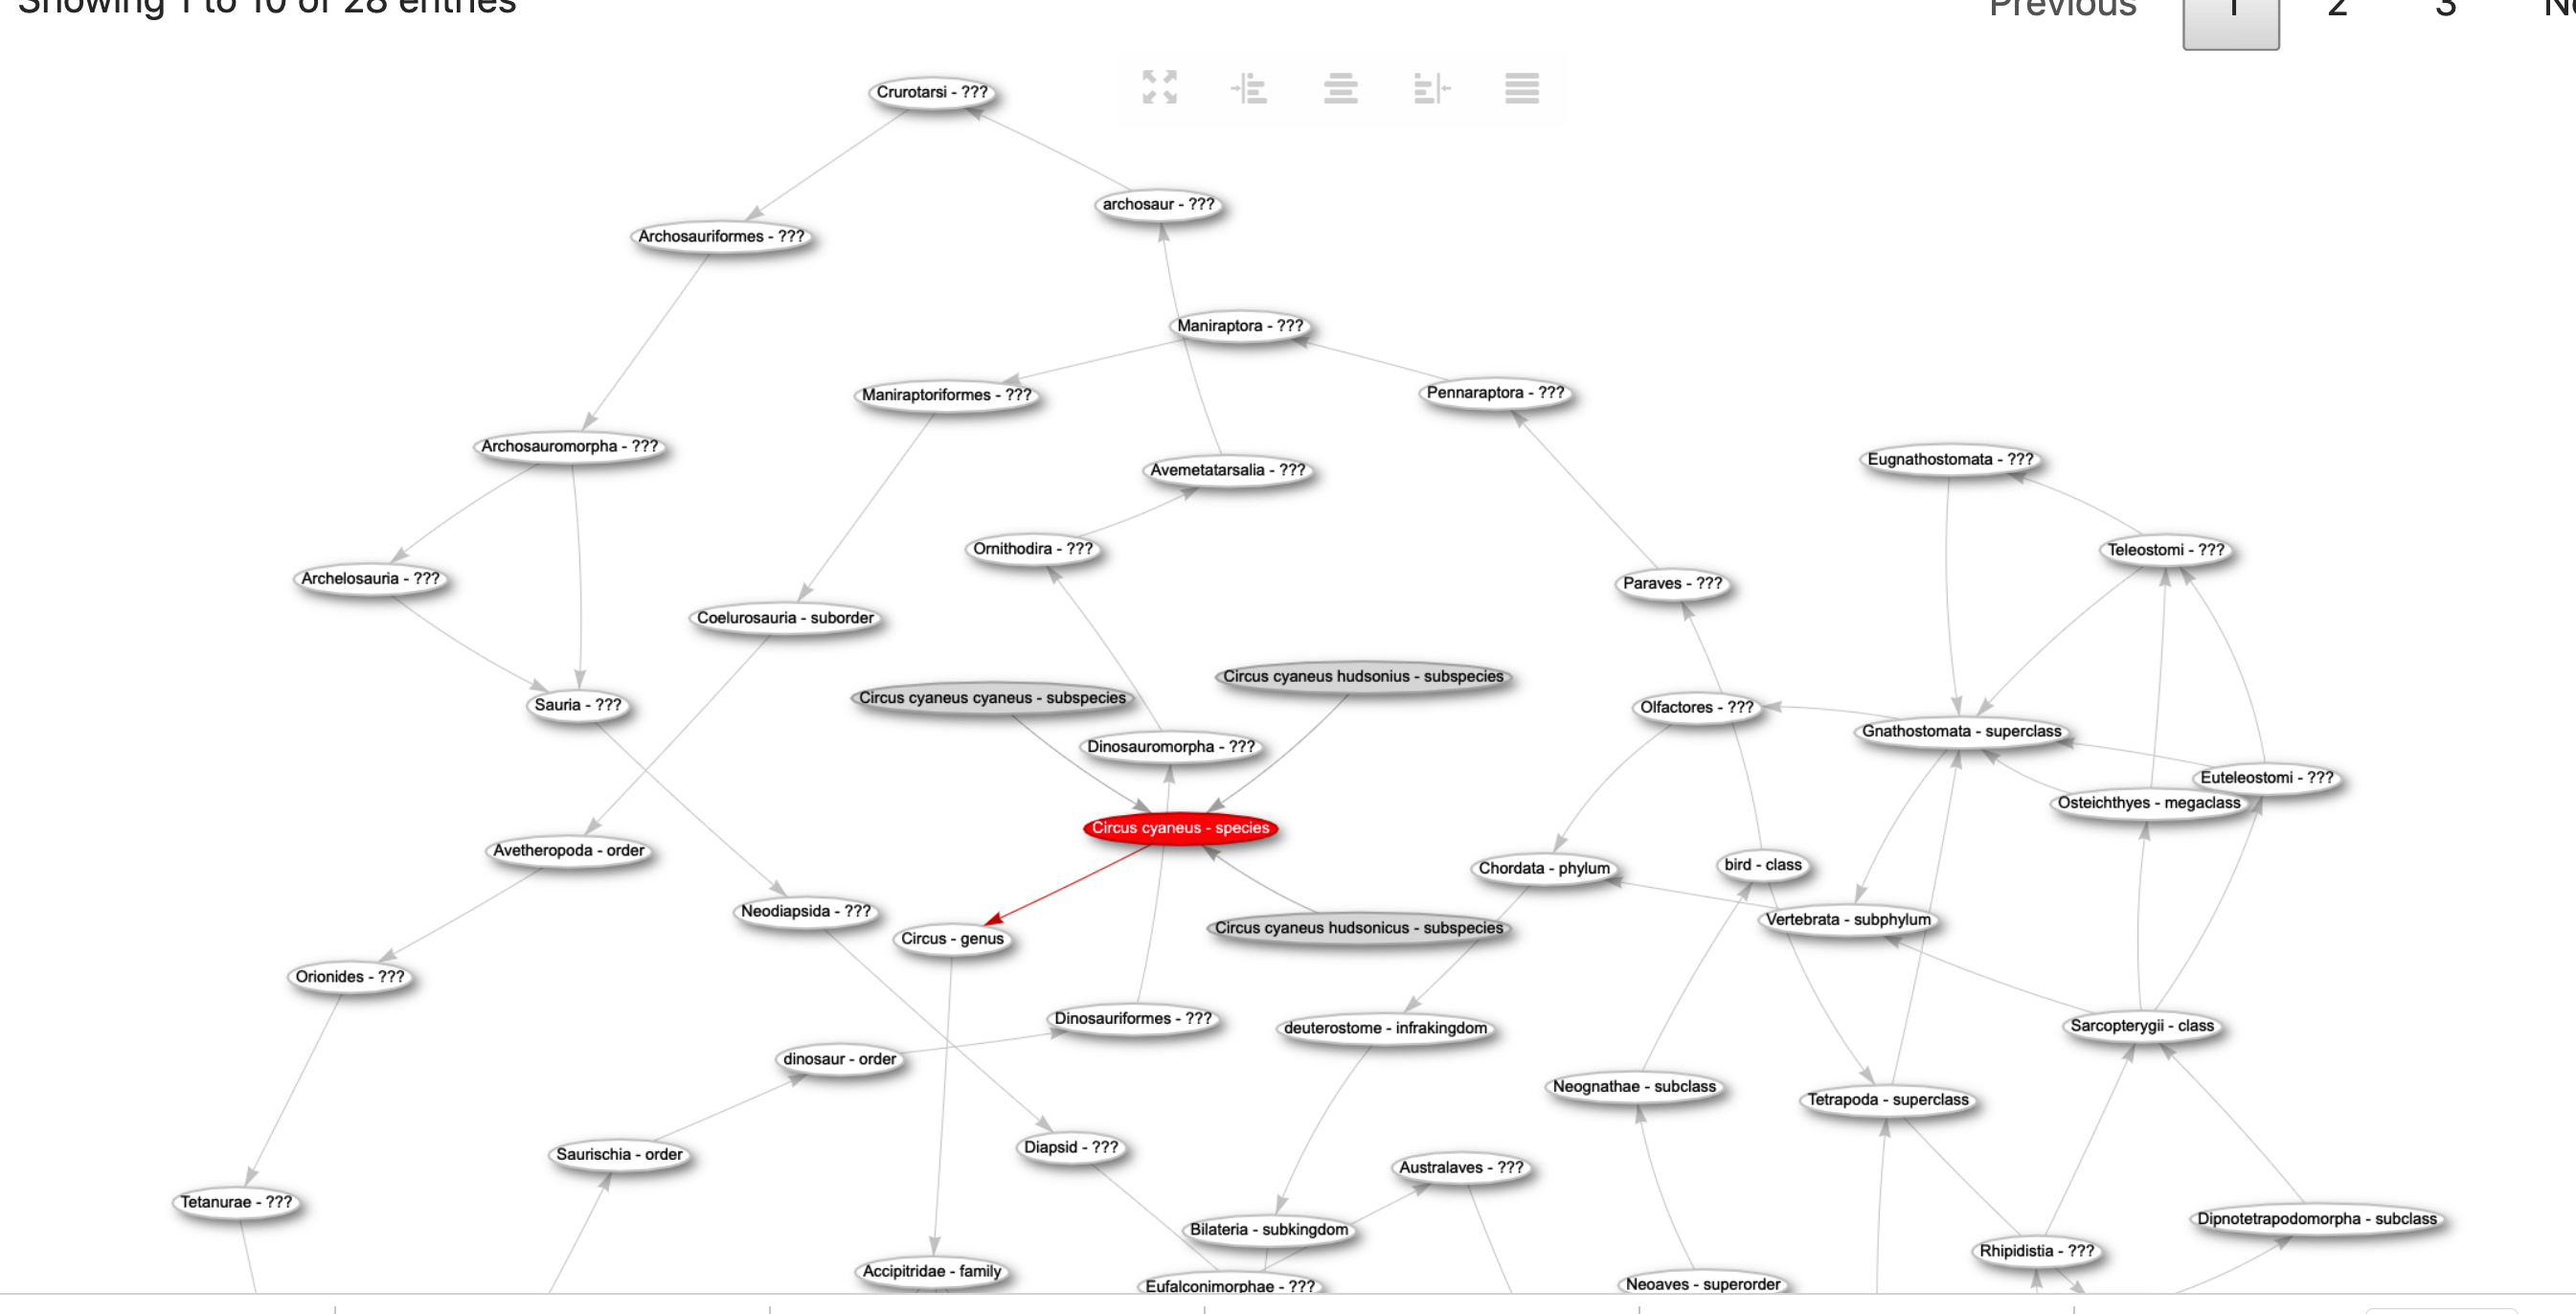 Showing 1 to 10 of 28 entries
Previous 1 2 3
Crurotarsi - ???
archosaur - ???
Archosauriformes - ???
Maniraptora - ???
Maniraptoriformes - ???
Pennaraptora - ???
Archosauromorpha - ???
Eugnathostomata - ???
Avemetatarsalia - ???
Ornithodira - ???
Teleostomi - ???
Archelosauria - ???
Paraves - ???
Coelurosauria - suborder
Circus cyaneus hudsonius - subspecies
Circus cyaneus cyaneus - subspecies
Sauria - ???
Olfactores - ???
Gnathostomata - superclass
Dinosauromorpha - ???
Euteleostomi - ???
Osteichthyes - megaclass
Circus cyaneus - species
Avetheropoda - order
bird - class
Chordata - phylum
Neodiapsida - ???
Vertebrata - subphylum
Circus cyaneus hudsonicus - subspecies
Circus - genus
Orionides - ???
Dinosauriformes - ???
deuterostome - infrakingdom
Sarcopterygii - class
dinosaur - order
Neognathae - subclass
Tetrapoda - superclass
Diapsid - ???
Saurischia - order
Australaves - ???
Tetanurae - ???
Dipnotetrapodomorpha - subclass
Bilateria - subkingdom
Rhipidistia - ???
Accipitridae - family
Neoaves - superorder
Eufalconimorphae - ???